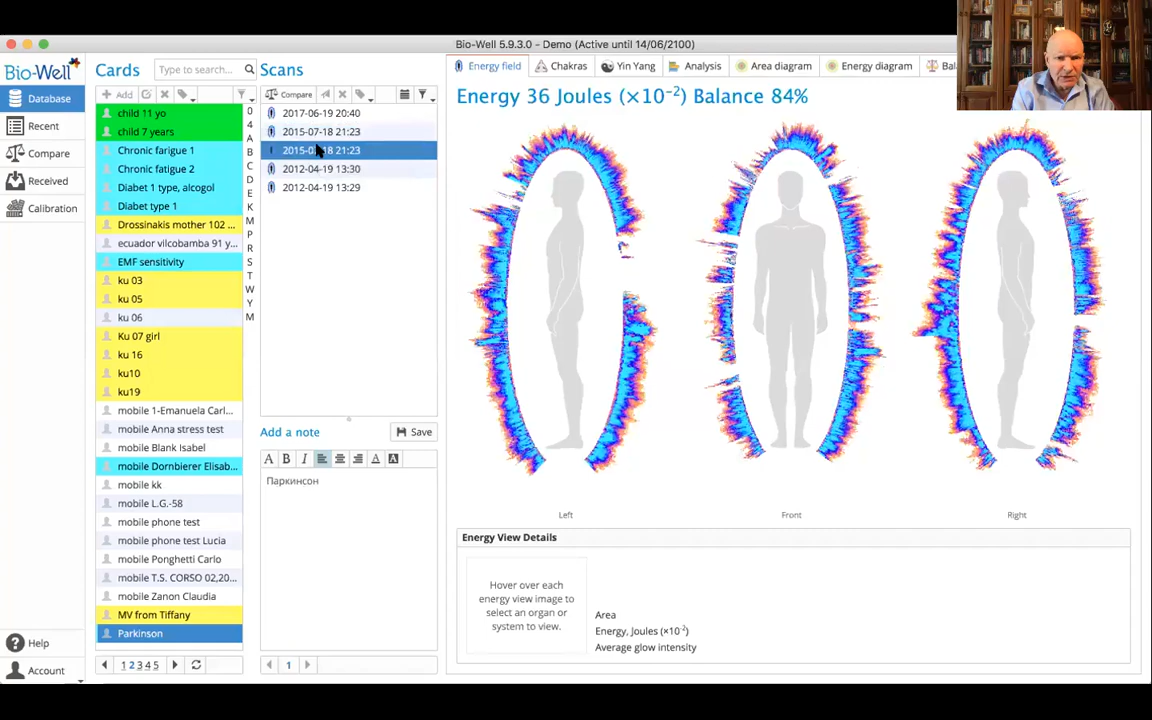 Bio-Well 5.9.3.0 - Demo (Active until 14/06/2100)
Bio-Well
Database
Recent
Compare
Received
Calibration
Help
Account
Cards
Type to search...
Add
child 11 yo
child 7 years
Chronic farigue 1
Chronic fatigue 2
Diabet 1 type, alcogol
Diabet type 1
Drossinakis mother 102 ...
ecuador vilcobamba 91 y...
EMF sensitivity
ku 03
ku 05
ku 06
Ku 07 girl
ku 16
ku10
ku19
mobile 1-Emanuela Carl...
mobile Anna stress test
mobile Blank Isabel
mobile Dornbierer Elisab...
mobile kk
mobile L.G.-58
mobile phone test
mobile phone test Lucia
mobile Ponghetti Carlo
mobile T.S. CORSO 02,20...
mobile Zanon Claudia
MV from Tiffany
Parkinson
1 2 3 4 5
0
4
A
B
C
D
E
K
M
P
R
S
T
W
Y
M
Scans
Compare
2017-06-19 20:40
2015-07-18 21:23
2015-07-18 21:23
2012-04-19 13:30
2012-04-19 13:29
Add a note
Save
A B I A A
Паркинсон
1
Energy field
Chakras
Yin Yang
Analysis
Area diagram
Energy diagram
Bal
Energy 36 Joules (×10⁻²) Balance 84%
Left
Front
Right
Energy View Details
Hover over each
energy view image to
select an organ or
system to view.
Area
Energy, Joules (×10⁻²)
Average glow intensity